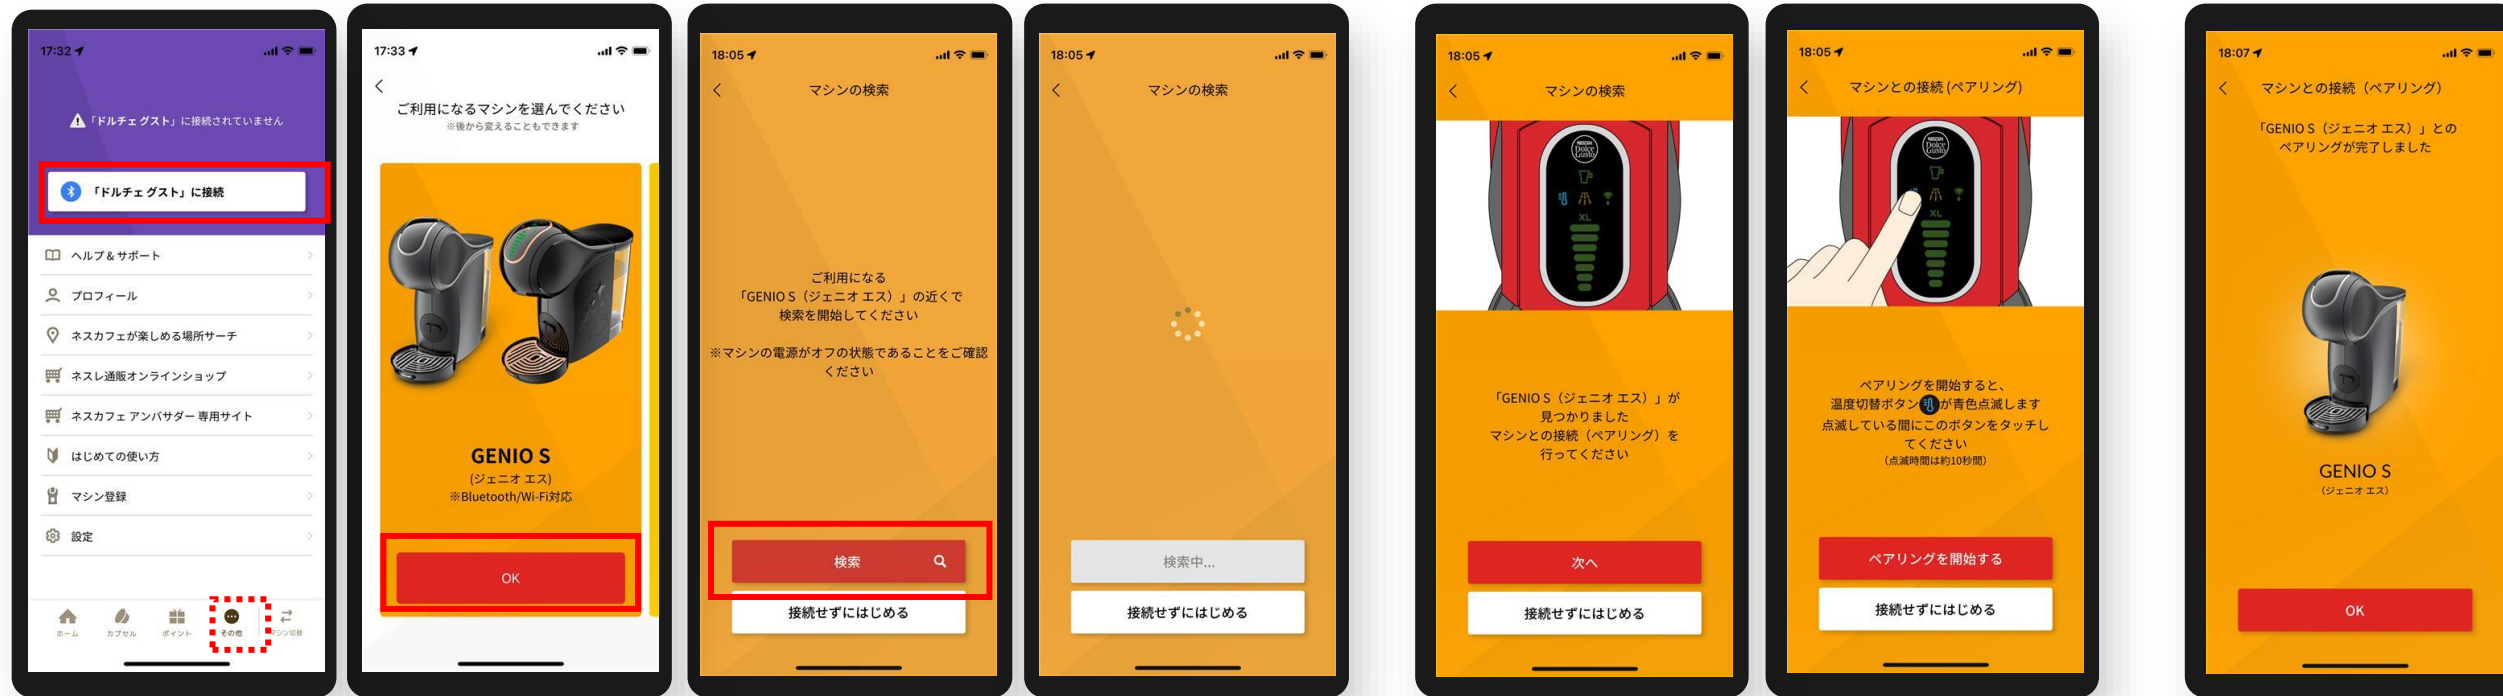 17:32
「ドルチェ グスト」に接続されていません
「ドルチェ グスト」に接続
ヘルプ＆サポート
プロフィール
ネスカフェが楽しめる場所サーチ
ネスレ通販オンラインショップ
ネスカフェ アンバサダー 専用サイト
はじめての使い方
マシン登録
設定
ホーム
カプセル
ポイント
その他
マシン切替
17:33
ご利用になるマシンを選んでください
※後から変えることもできます
GENIO S
(ジェニオ エス)
※Bluetooth/Wi-Fi対応
OK
18:05
マシンの検索
ご利用になる
「GENIO S（ジェニオ エス）」の近くで
検索を開始してください
※マシンの電源がオフの状態であることをご確認
ください
検索
接続せずにはじめる
18:05
マシンの検索
検索中...
接続せずにはじめる
18:05
マシンの検索
NESCAFÉ
Dolce
Gusto
XL
「GENIO S（ジェニオ エス）」が
見つかりました
マシンとの接続（ペアリング）を
行ってください
次へ
接続せずにはじめる
18:05
マシンとの接続 (ペアリング)
NESCAFÉ
Dolce
Gusto
XL
ペアリングを開始すると、
温度切替ボタンが青色点滅します
点滅している間にこのボタンをタッチし
てください
（点滅時間は約10秒間）
ペアリングを開始する
接続せずにはじめる
18:07
マシンとの接続（ペアリング）
「GENIO S（ジェニオ エス）」との
ペアリングが完了しました
GENIO S
（ジェニオ エス）
OK